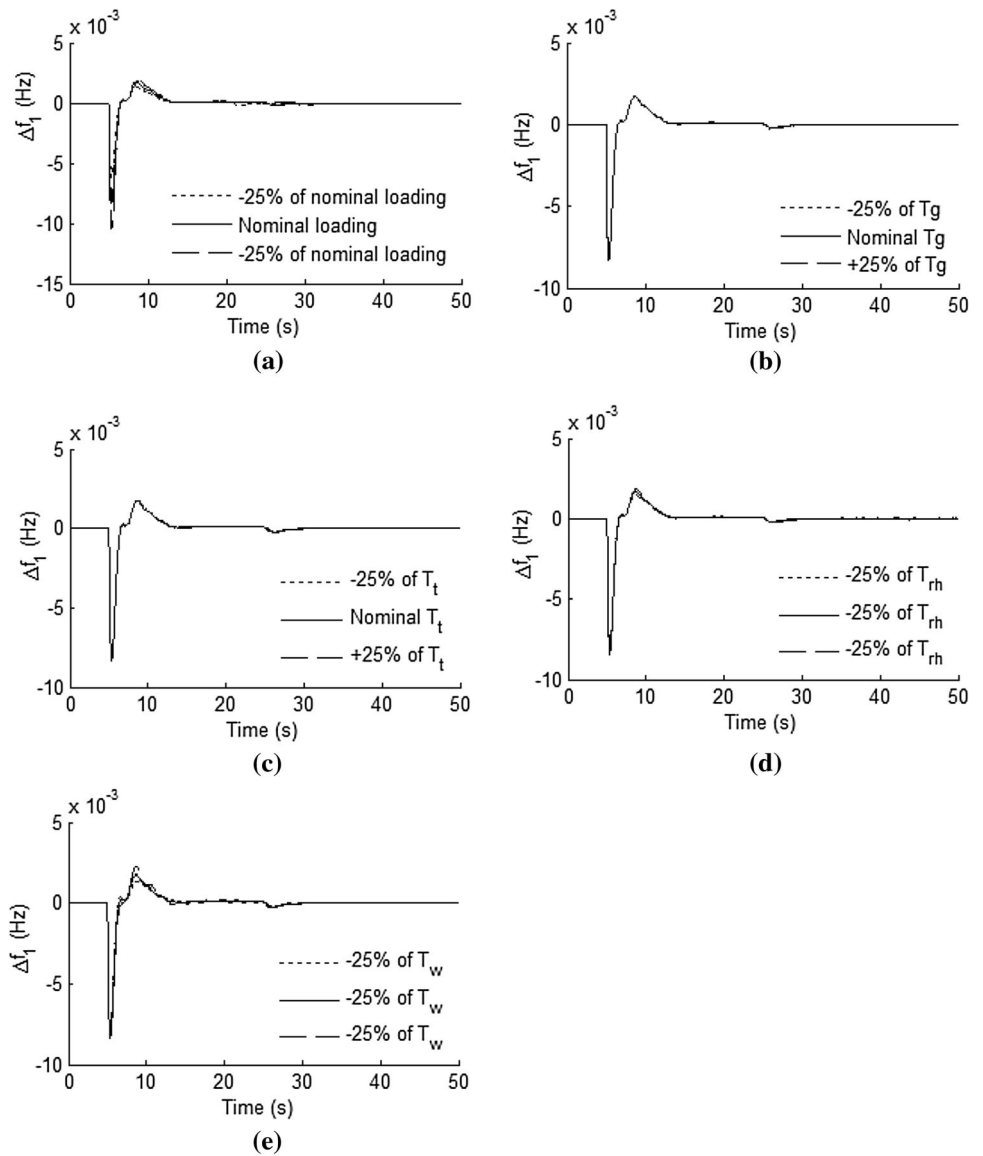 x 10-3
5
0
-5
-10
-15
Δf1 (Hz)
-25% of nominal loading
Nominal loading
-25% of nominal loading
0 10 20 30 40 50
Time (s)
(a)
x 10-3
5
0
-5
-10
Δf1 (Hz)
-25% of Tg
Nominal Tg
+25% of Tg
0 10 20 30 40 50
Time (s)
(b)
x 10-3
5
0
-5
-10
Δf1 (Hz)
-25% of Tt
Nominal Tt
+25% of Tt
0 10 20 30 40 50
Time (s)
(c)
x 10-3
5
0
-5
-10
Δf1 (Hz)
-25% of Trh
-25% of Trh
-25% of Trh
0 10 20 30 40 50
Time (s)
(d)
x 10-3
5
0
-5
-10
Δf1 (Hz)
-25% of Tw
-25% of Tw
-25% of Tw
0 10 20 30 40 50
Time (s)
(e)